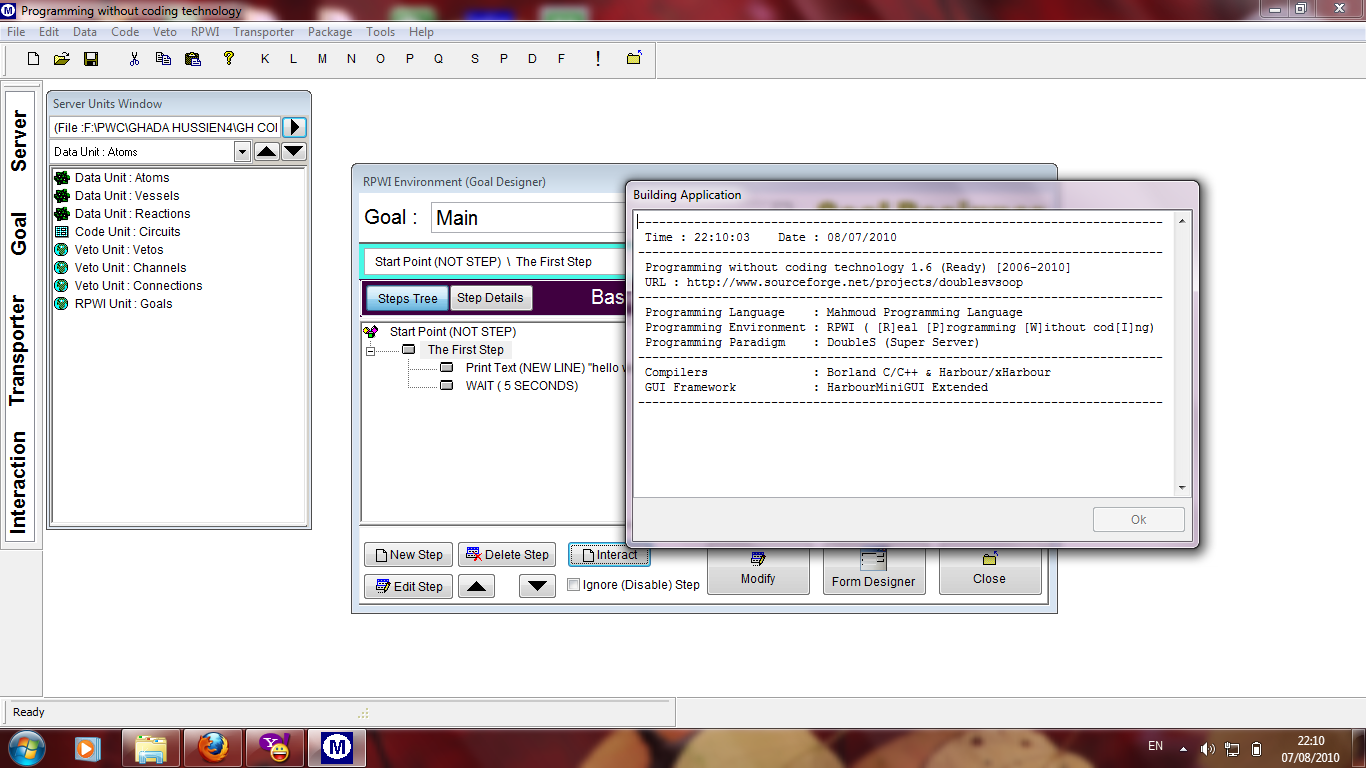 Programming without coding technology
File Edit Data Code Veto RPWI Transporter Package Tools Help
K L M N O P Q S P D F !
Server
Goal
Transporter
Interaction
Server Units Window
(File :F:\PWC\GHADA HUSSIEN4\GH COI
Data Unit : Atoms
Data Unit : Atoms
Data Unit : Vessels
Data Unit : Reactions
Code Unit : Circuits
Veto Unit : Vetos
Veto Unit : Channels
Veto Unit : Connections
RPWI Unit : Goals
RPWI Environment (Goal Designer)
Goal : Main
Start Point (NOT STEP) \ The First Step
Steps Tree Step Details Bas
Start Point (NOT STEP)
The First Step
Print Text (NEW LINE) "hello w
WAIT ( 5 SECONDS)
New Step Delete Step Interact
Edit Step Ignore (Disable) Step
Modify Form Designer Close
Building Application
--------------------------------------------------------------------------
Time : 22:10:03 Date : 08/07/2010
--------------------------------------------------------------------------
Programming without coding technology 1.6 (Ready) [2006-2010]
URL : http://www.sourceforge.net/projects/doublesvsoop
--------------------------------------------------------------------------
Programming Language : Mahmoud Programming Language
Programming Environment : RPWI ( [R]eal [P]rogramming [W]ithout cod[I]ng)
Programming Paradigm : DoubleS (Super Server)
--------------------------------------------------------------------------
Compilers : Borland C/C++ & Harbour/xHarbour
GUI Framework : HarbourMiniGUI Extended
--------------------------------------------------------------------------
Ok
Ready
M
EN
22:10
07/08/2010